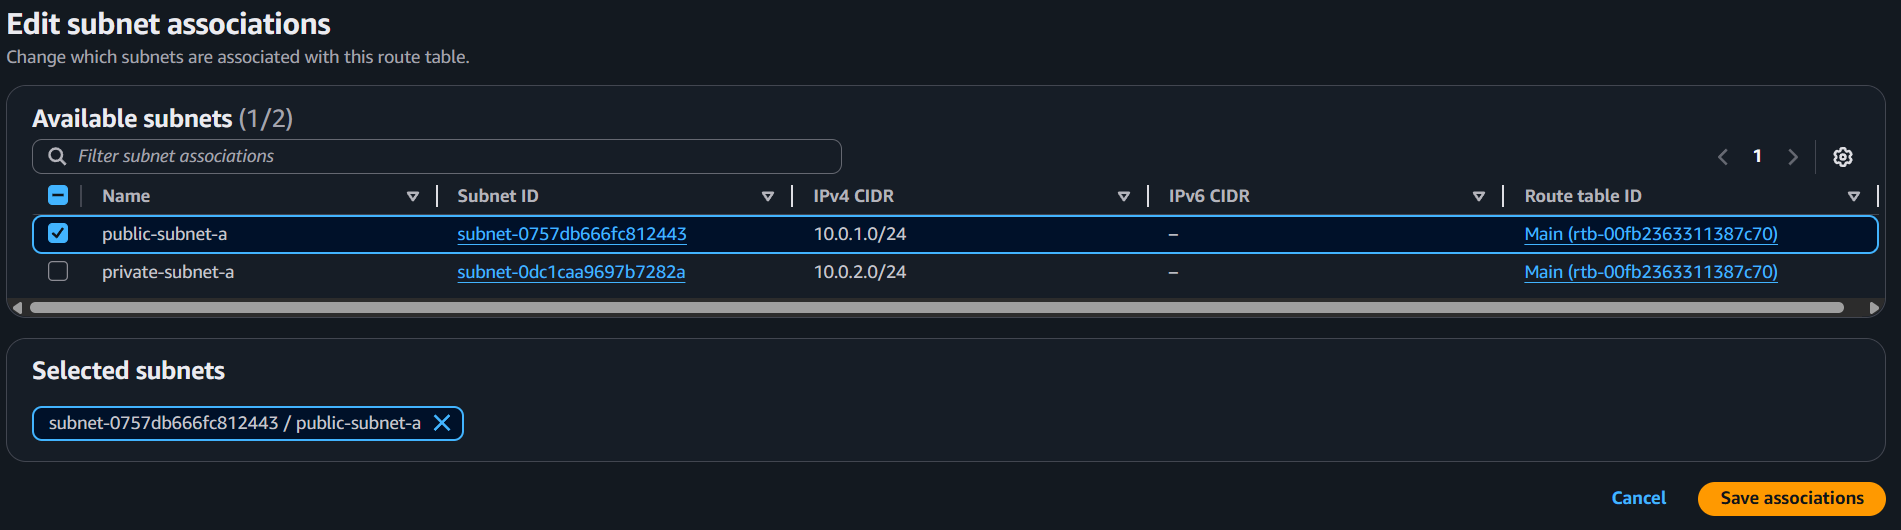 Edit subnet associations
Change which subnets are associated with this route table.
Available subnets (1/2)
Filter subnet associations
1
Name Subnet ID IPv4 CIDR IPv6 CIDR Route table ID
public-subnet-a subnet-0757db666fc812443 10.0.1.0/24 – Main (rtb-00fb2363311387c70)
private-subnet-a subnet-0dc1caa9697b7282a 10.0.2.0/24 – Main (rtb-00fb2363311387c70)
Selected subnets
subnet-0757db666fc812443 / public-subnet-a
Cancel Save associations